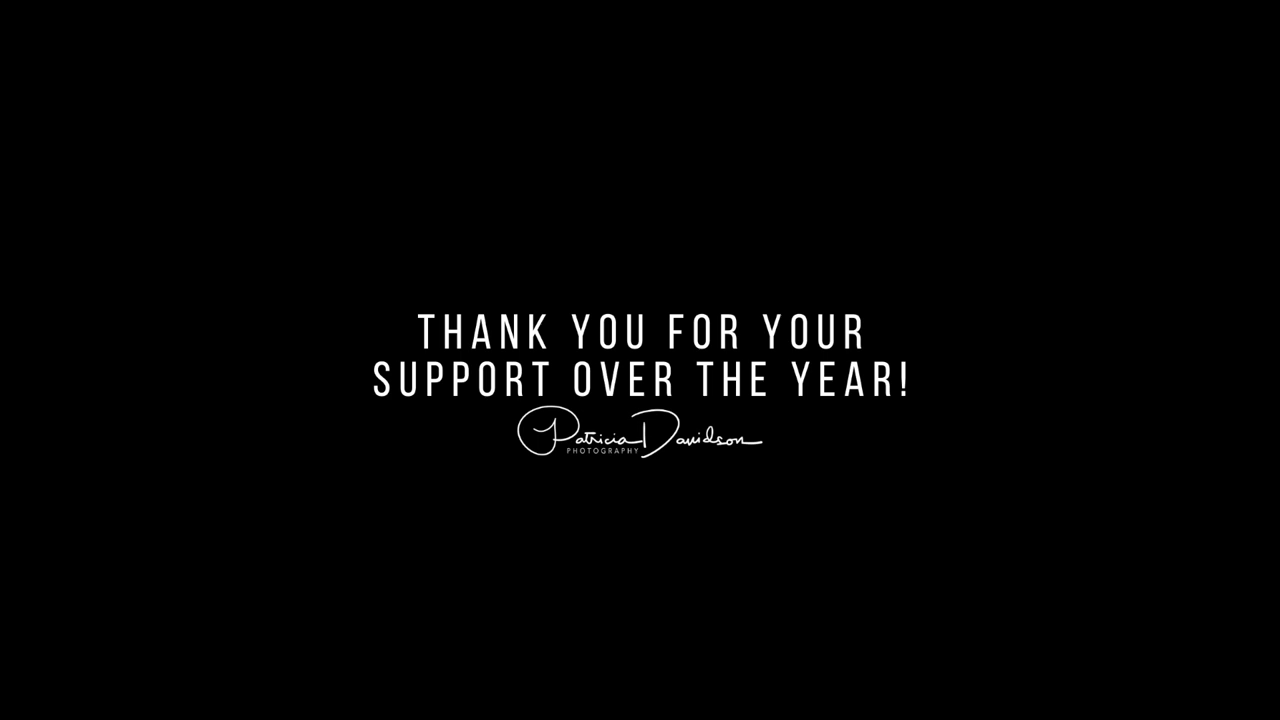 THANK YOU FOR YOUR
SUPPORT OVER THE YEAR!
Patricia Davidson
PHOTOGRAPHY